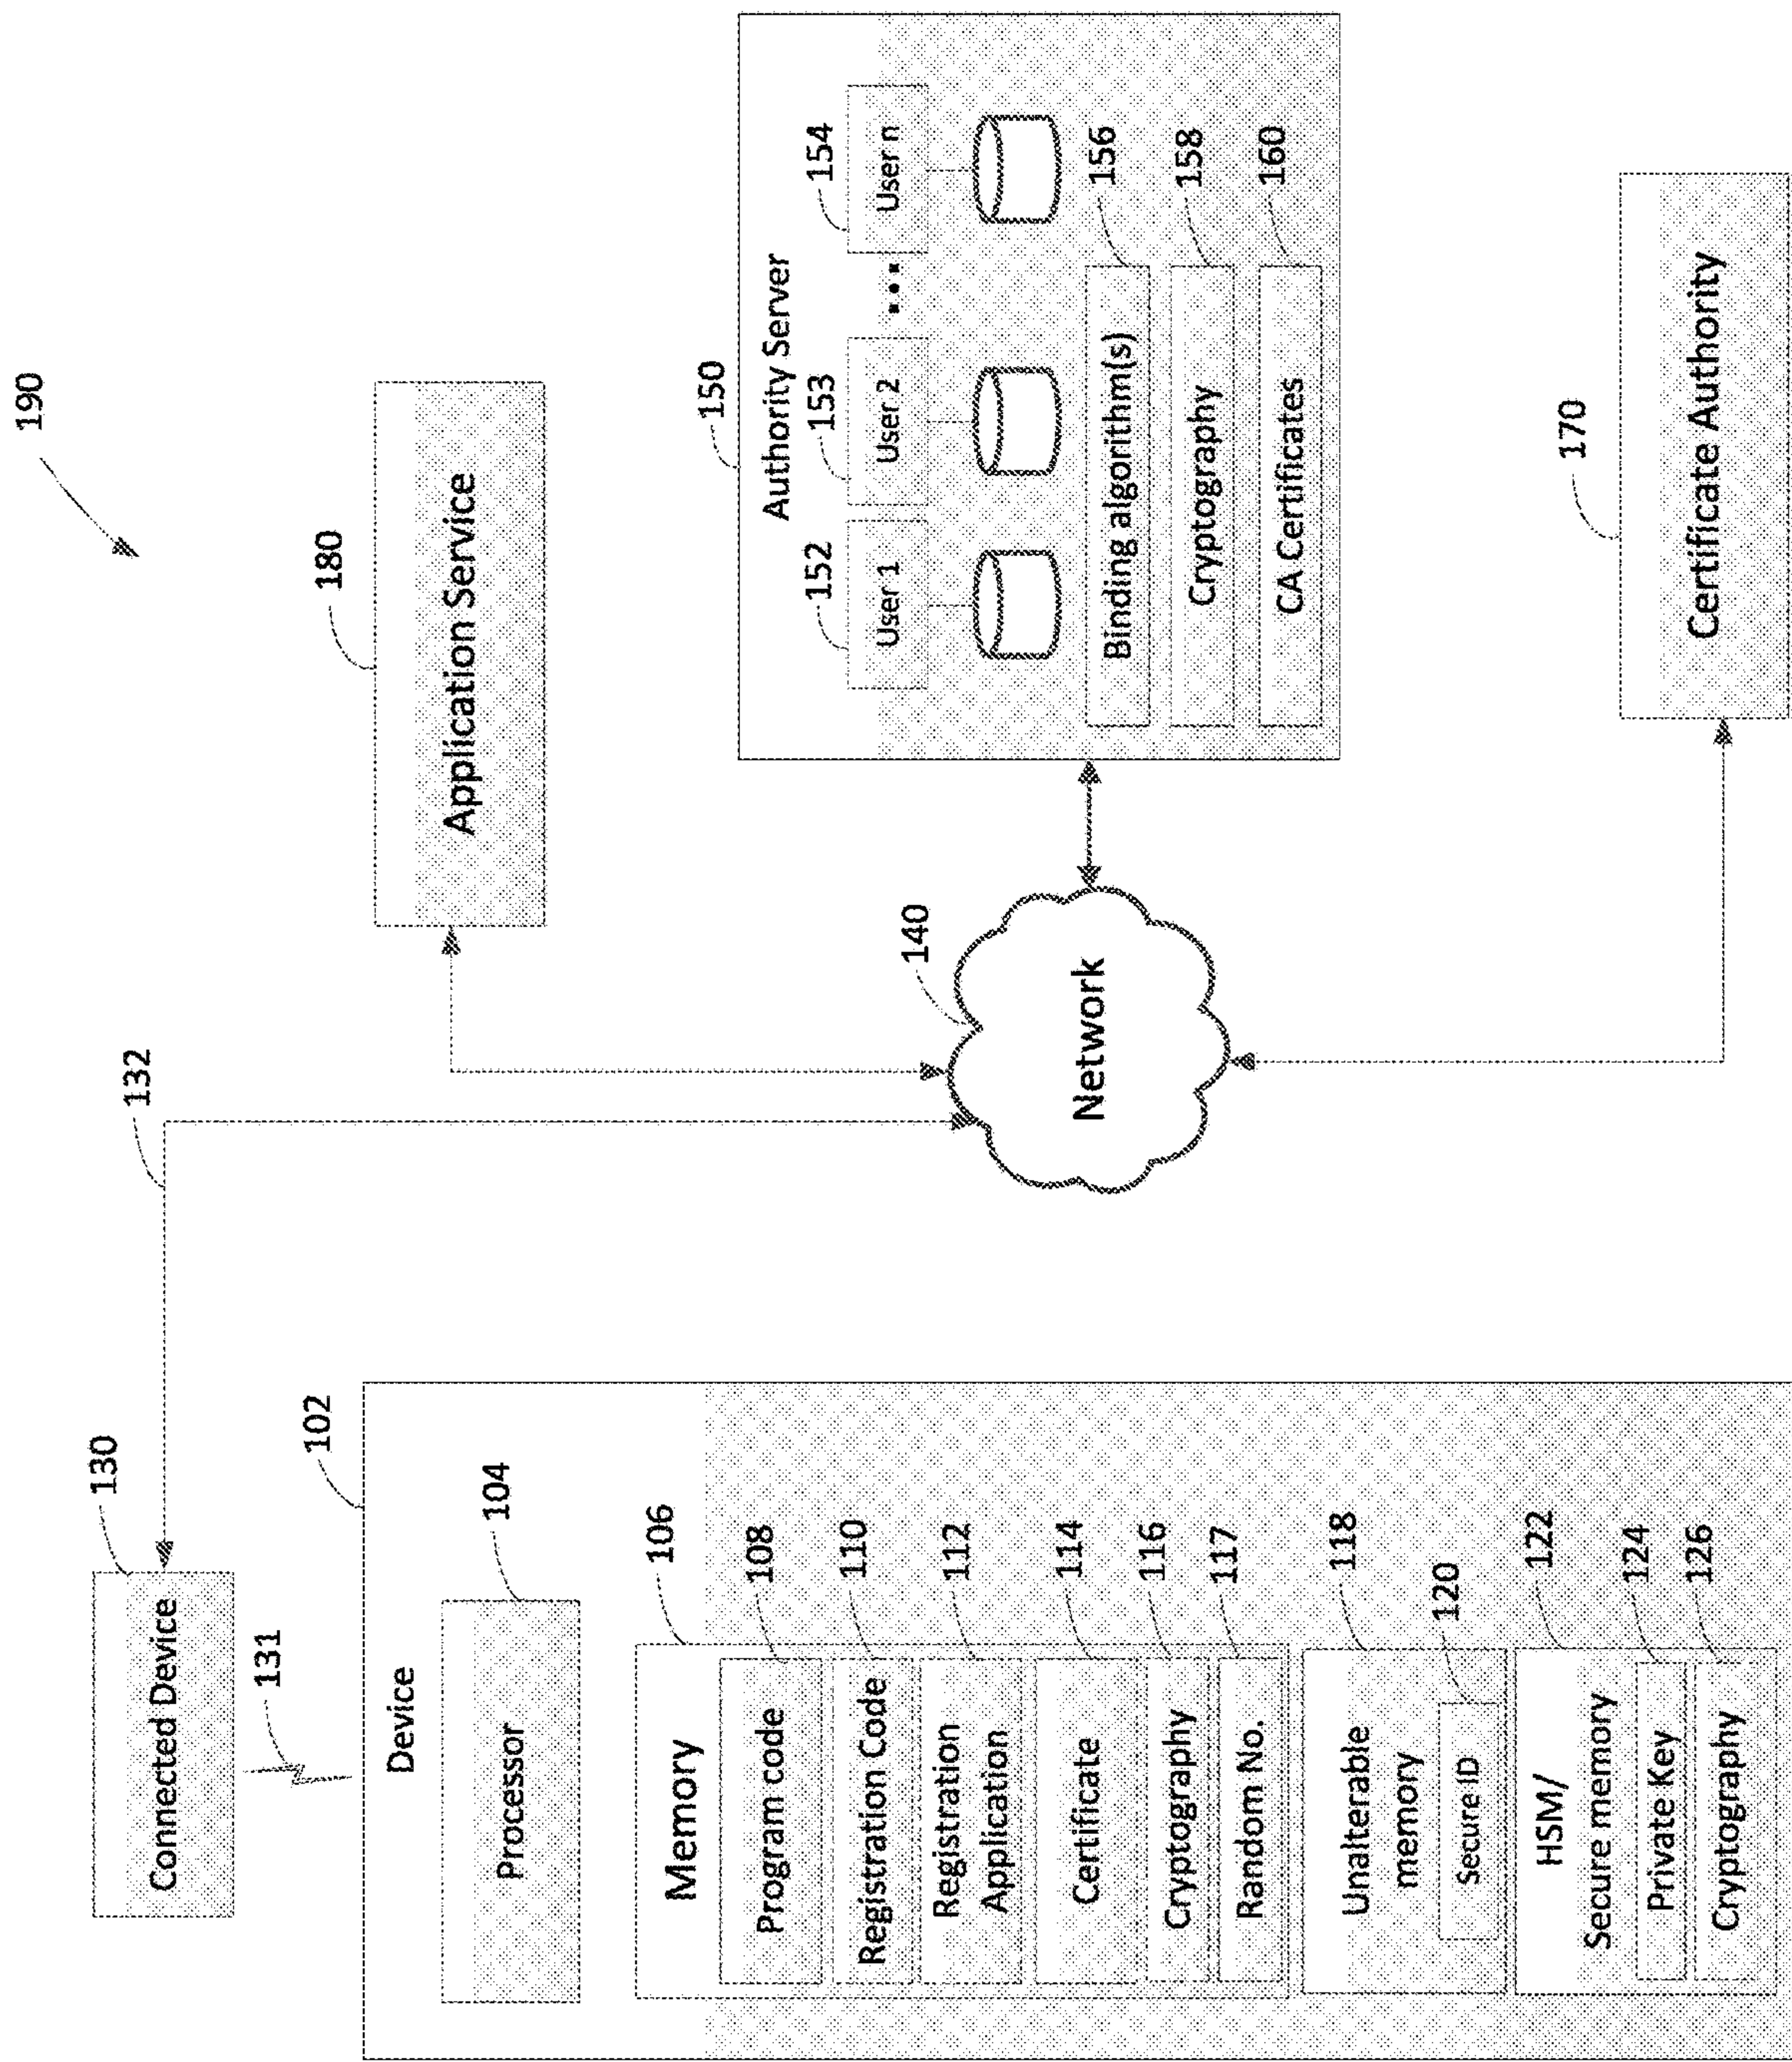 190
130
Connected Device
132
131
102
Device
104
Processor
106
Memory
108
Program code
110
Registration Code
112
Registration
Application
114
Certificate
116
Cryptography
117
Random No.
118
Unalterable
memory
120
Secure ID
122
HSM/
Secure memory
124
Private Key
126
Cryptography
140
Network
180
Application Service
150
Authority Server
152
User 1
153
User 2
...
154
User n
156
Binding algorithm(s)
158
Cryptography
160
CA Certificates
170
Certificate Authority